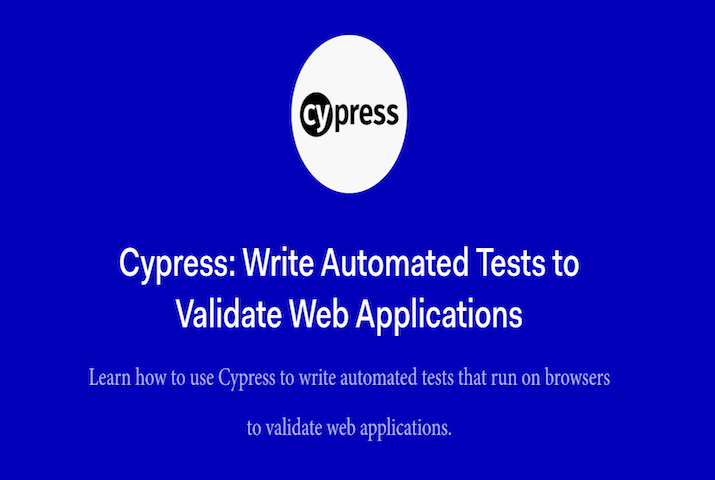 cypress
Cypress: Write Automated Tests to
Validate Web Applications
Learn how to use Cypress to write automated tests that run on browsers
to validate web applications.